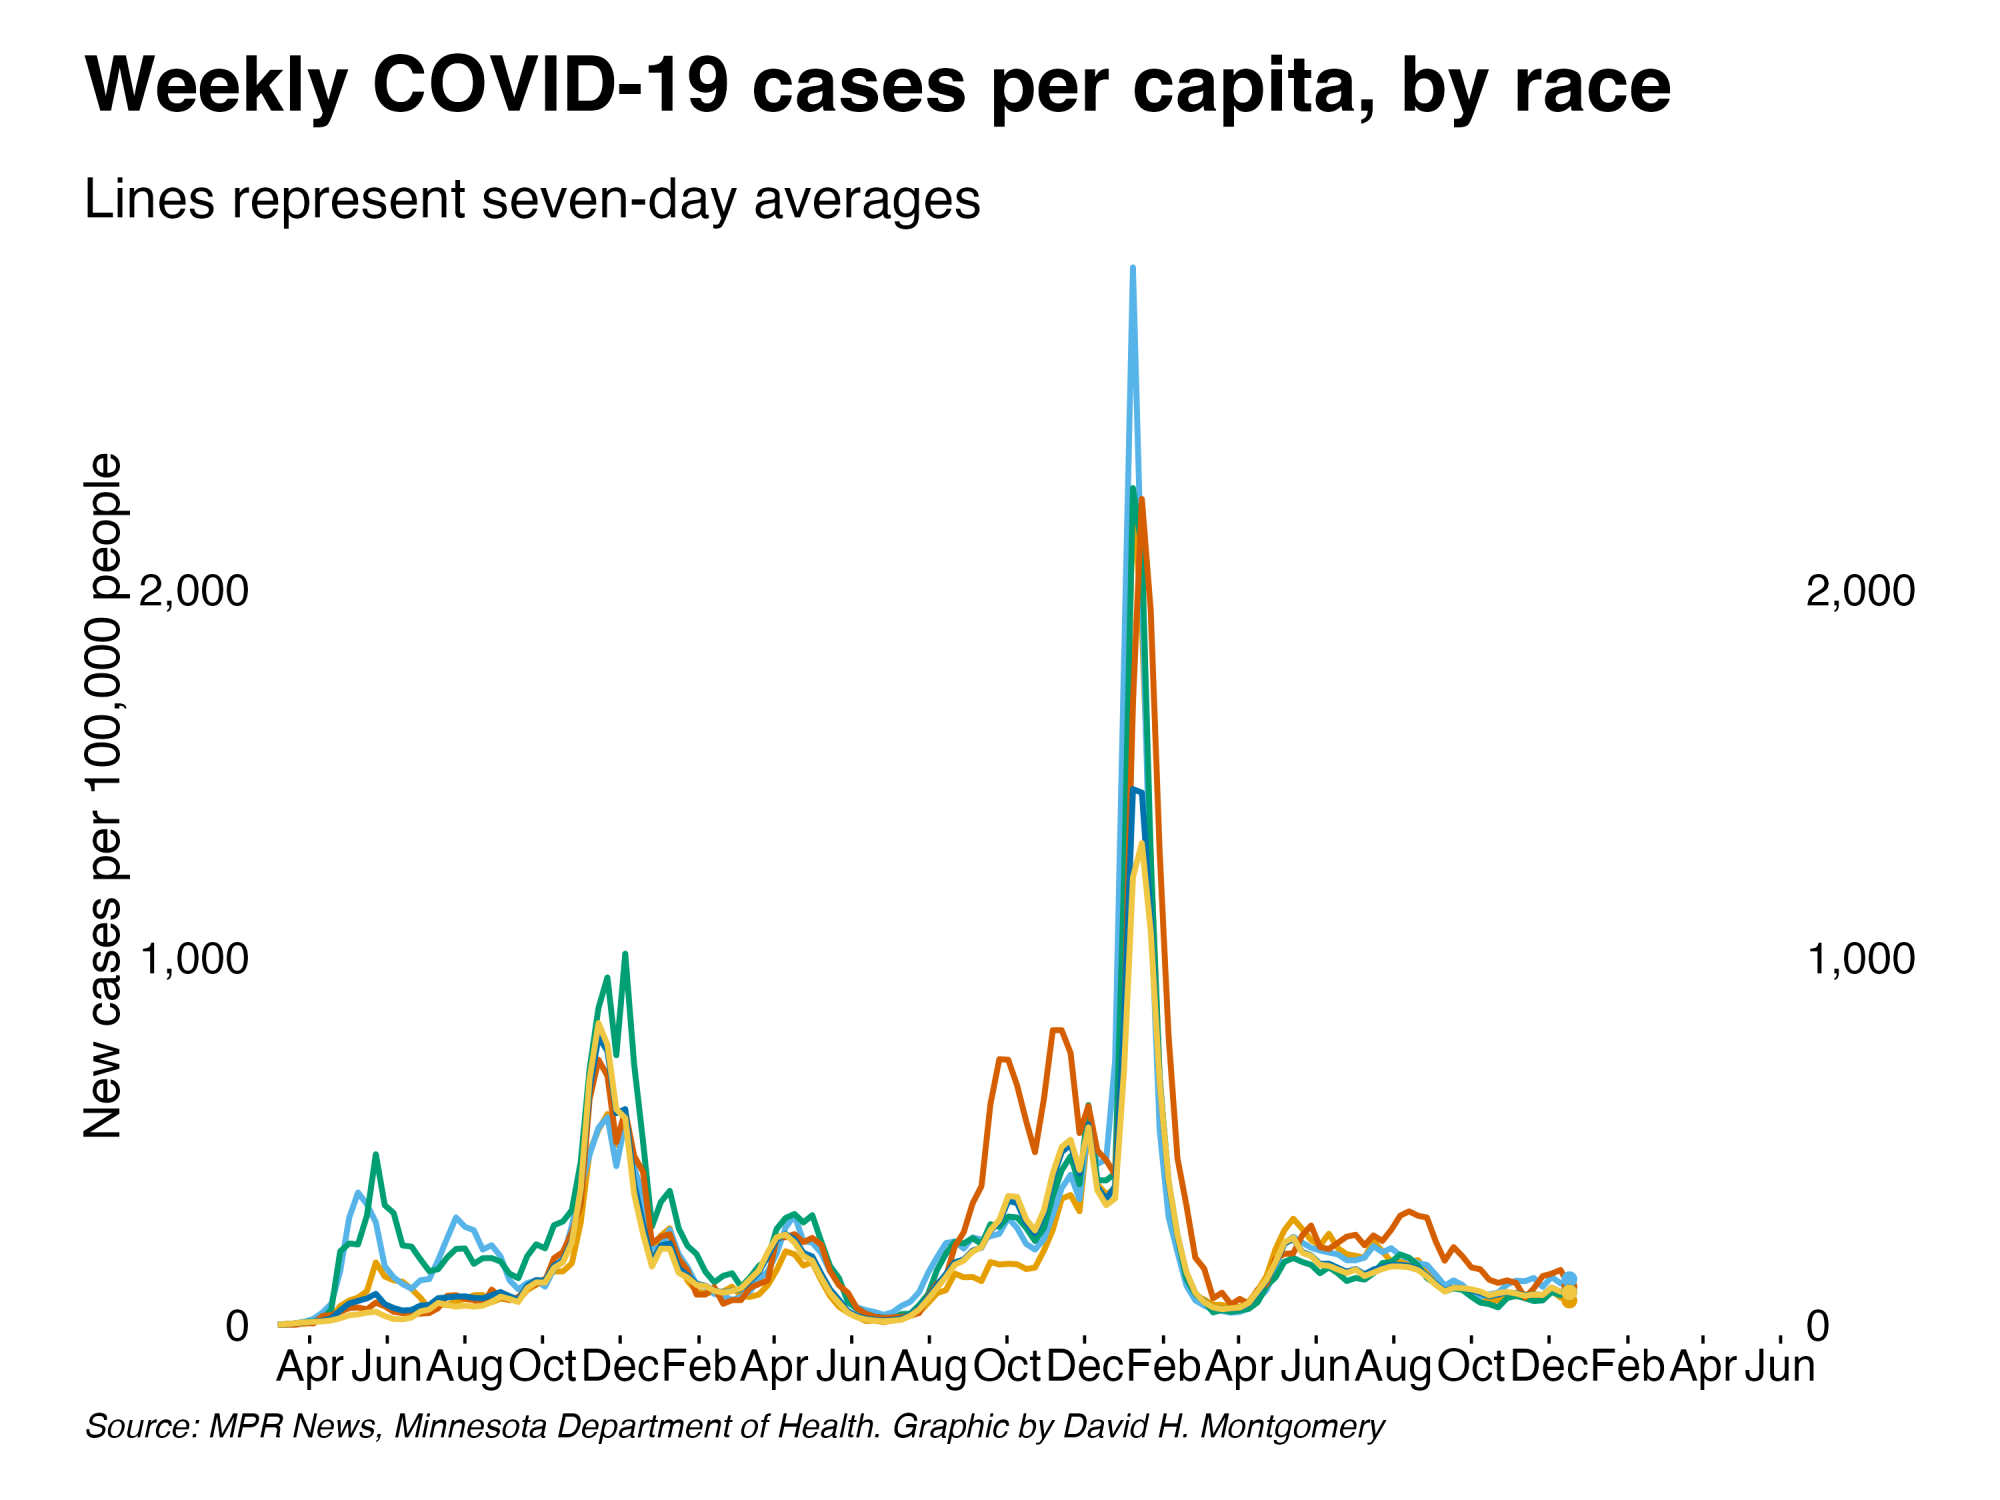 Weekly COVID-19 cases per capita, by race
Lines represent seven-day averages
New cases per 100,000 people
2,000
2,000
1,000
1,000
0
0
Apr Jun Aug Oct Dec Feb Apr Jun Aug Oct Dec Feb Apr Jun Aug Oct Dec Feb Apr Jun
Source: MPR News, Minnesota Department of Health. Graphic by David H. Montgomery